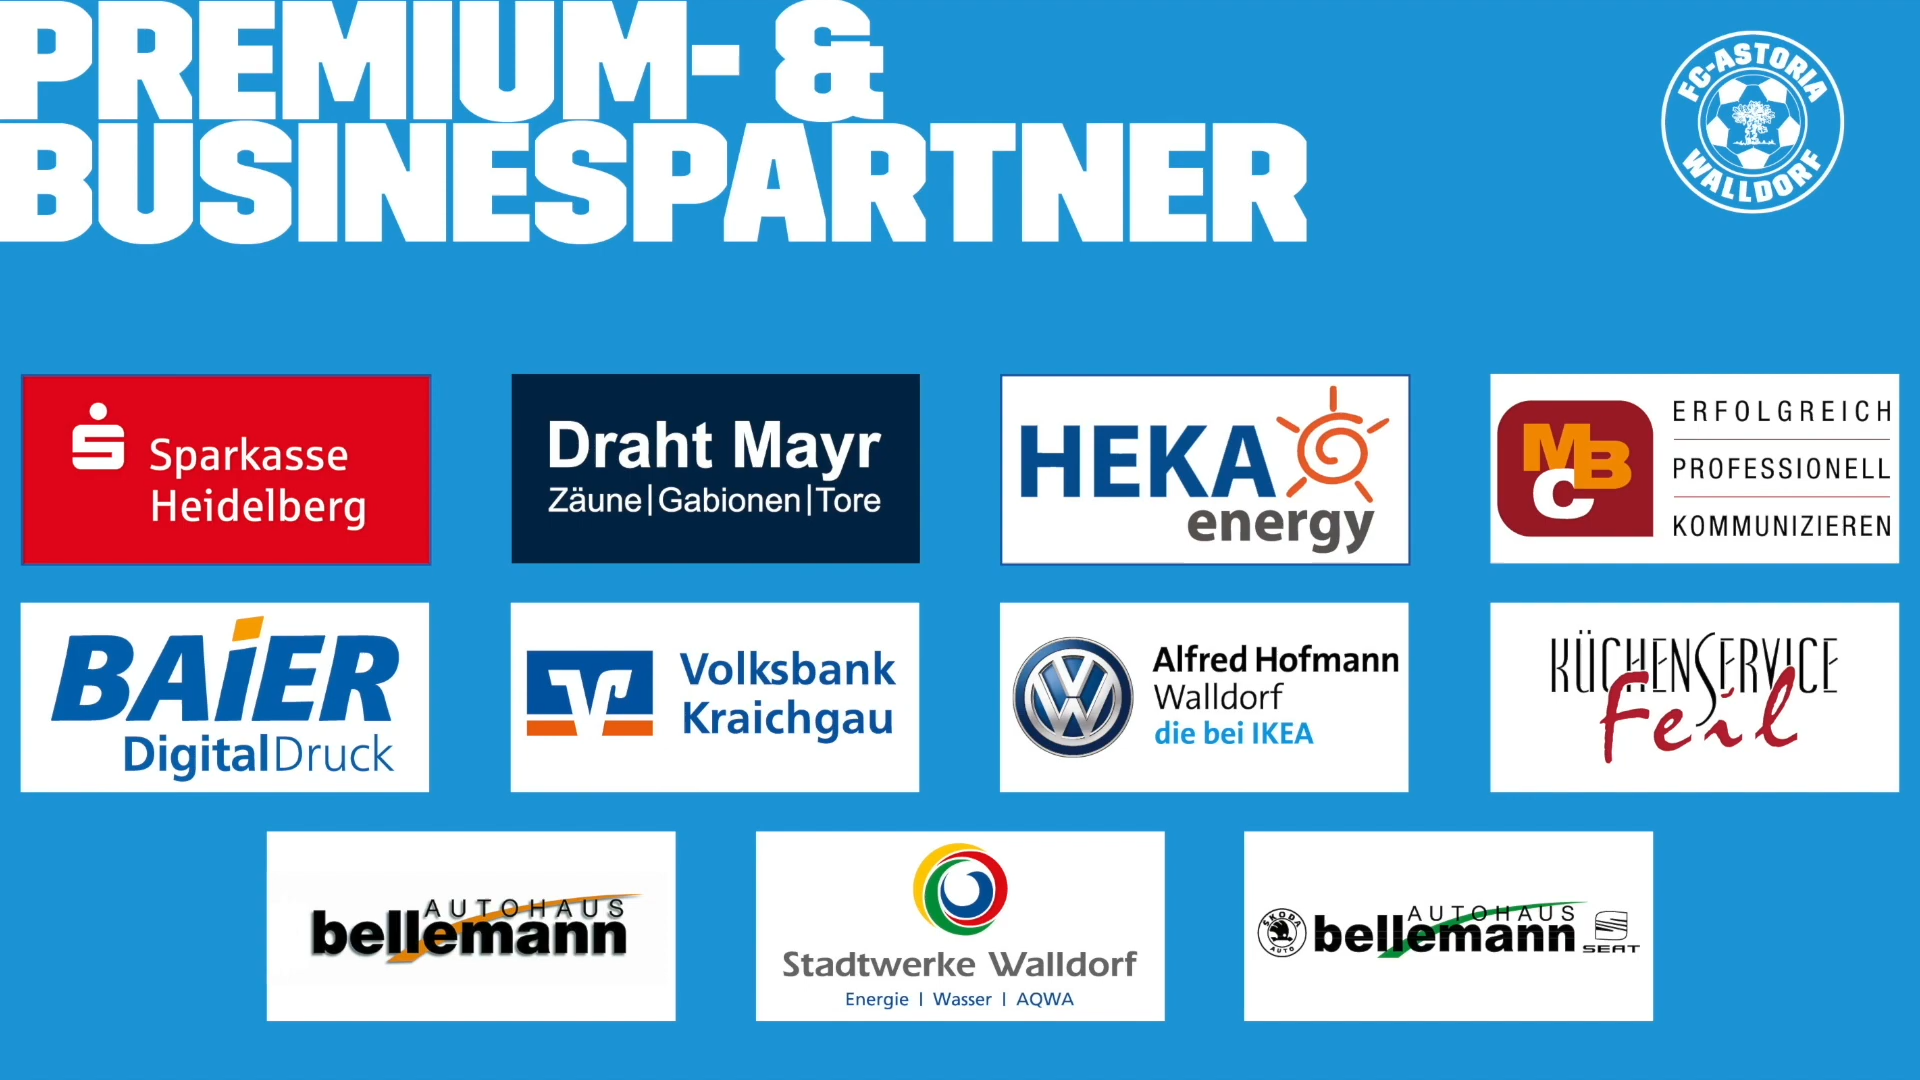 PREMIUM- &
BUSINESPARTNER
FC-ASTORIA
WALLDORF
Sparkasse
Heidelberg
Draht Mayr
Zäune|Gabionen|Tore
HEKA
energy
MBC
ERFOLGREICH
PROFESSIONELL
KOMMUNIZIEREN
BAiER
DigitalDruck
Volksbank
Kraichgau
Alfred Hofmann
Walldorf
die bei IKEA
KÜCHENSERVICE
Feil
AUTOHAUS
bellemann
Stadtwerke Walldorf
Energie | Wasser | AQWA
ŠKODA
AUTO
AUTOHAUS
bellemann
SEAT